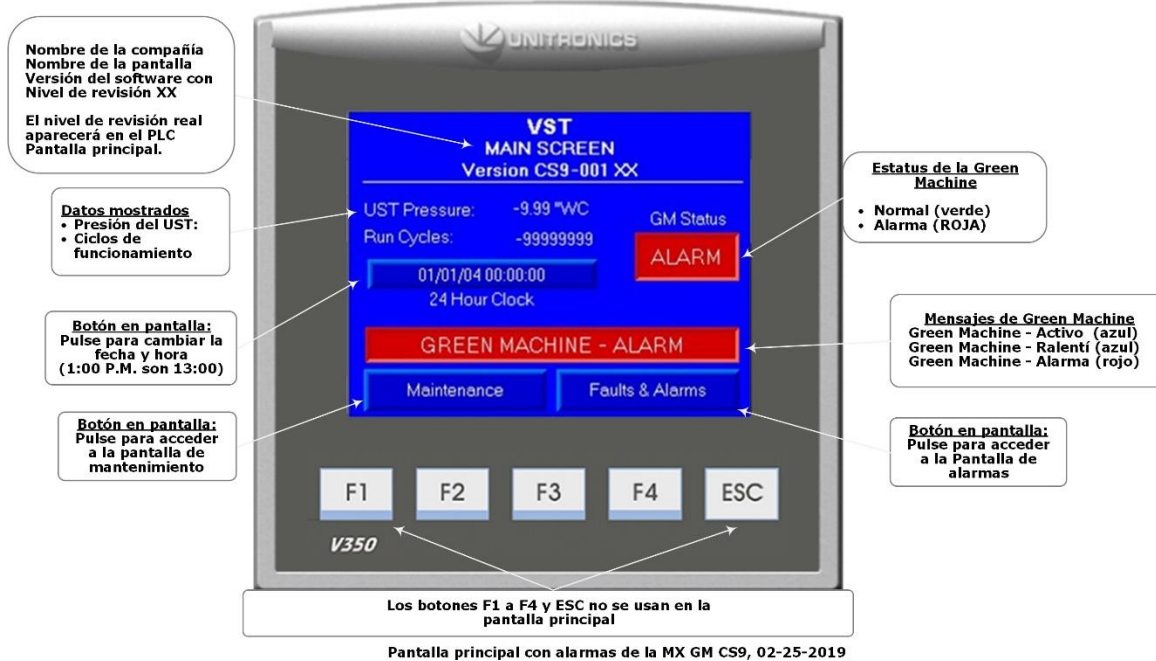 Nombre de la compañía
Nombre de la pantalla
Versión del software con
Nivel de revisión XX
El nivel de revisión real
aparecerá en el PLC
Pantalla principal.
Datos mostrados
• Presión del UST:
• Ciclos de
funcionamiento
Botón en pantalla:
Pulse para cambiar la
fecha y hora
(1:00 P.M. son 13:00)
Botón en pantalla:
Pulse para acceder
a la pantalla de
mantenimiento
UNITRONICS
VST
MAIN SCREEN
Version CS9-001 XX
UST Pressure: -9.99 "WC
GM Status
Run Cycles: -99999999
ALARM
01/01/04 00:00:00
24 Hour Clock
GREEN MACHINE - ALARM
Maintenance Faults & Alarms
F1 F2 F3 F4 ESC
V350
Estatus de la Green
Machine
• Normal (verde)
• Alarma (ROJA)
Mensajes de Green Machine
Green Machine - Activo (azul)
Green Machine - Ralentí (azul)
Green Machine - Alarma (rojo)
Botón en pantalla:
Pulse para acceder
a la Pantalla de
alarmas
Los botones F1 a F4 y ESC no se usan en la
pantalla principal
Pantalla principal con alarmas de la MX GM CS9, 02-25-2019